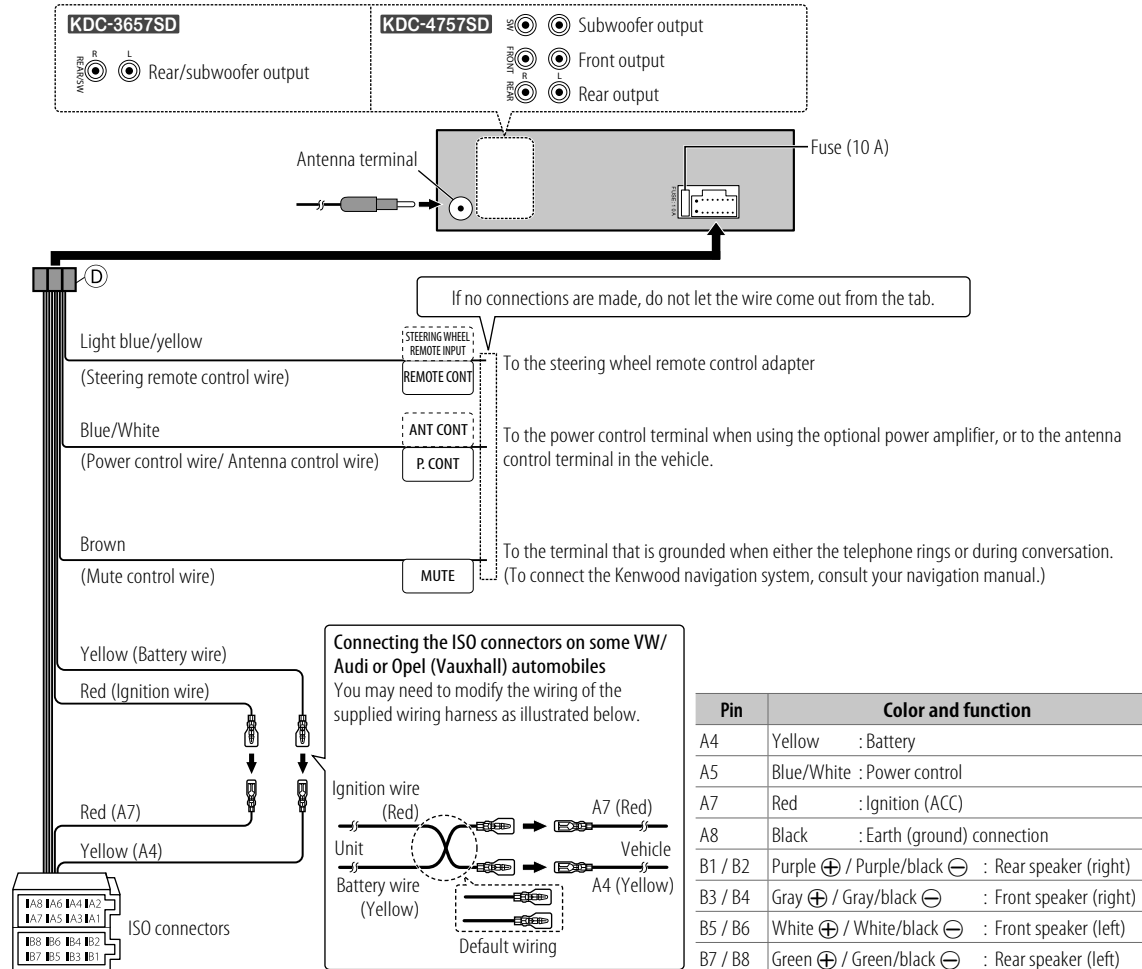 KDC-3657SD
R L
REAR/SW
Rear/subwoofer output
KDC-4757SD
SW
Subwoofer output
FRONT
Front output
R L
REAR
Rear output
Antenna terminal
Fuse (10 A)
D
If no connections are made, do not let the wire come out from the tab.
Light blue/yellow
(Steering remote control wire)
STEERING WHEEL
REMOTE INPUT
REMOTE CONT
To the steering wheel remote control adapter
Blue/White
(Power control wire/ Antenna control wire)
ANT CONT
P. CONT
To the power control terminal when using the optional power amplifier, or to the antenna
control terminal in the vehicle.
Brown
(Mute control wire)
MUTE
To the terminal that is grounded when either the telephone rings or during conversation.
(To connect the Kenwood navigation system, consult your navigation manual.)
Yellow (Battery wire)
Red (Ignition wire)
Red (A7)
Yellow (A4)
A8 A6 A4 A2
A7 A5 A3 A1
B8 B6 B4 B2
B7 B5 B3 B1
ISO connectors
Connecting the ISO connectors on some VW/
Audi or Opel (Vauxhall) automobiles
You may need to modify the wiring of the
supplied wiring harness as illustrated below.
Ignition wire
(Red)
A7 (Red)
Unit
Vehicle
Battery wire
(Yellow)
A4 (Yellow)
Default wiring
Pin Color and function
A4 Yellow : Battery
A5 Blue/White : Power control
A7 Red : Ignition (ACC)
A8 Black : Earth (ground) connection
B1 / B2 Purple ⊕ / Purple/black ⊖ : Rear speaker (right)
B3 / B4 Gray ⊕ / Gray/black ⊖ : Front speaker (right)
B5 / B6 White ⊕ / White/black ⊖ : Front speaker (left)
B7 / B8 Green ⊕ / Green/black ⊖ : Rear speaker (left)